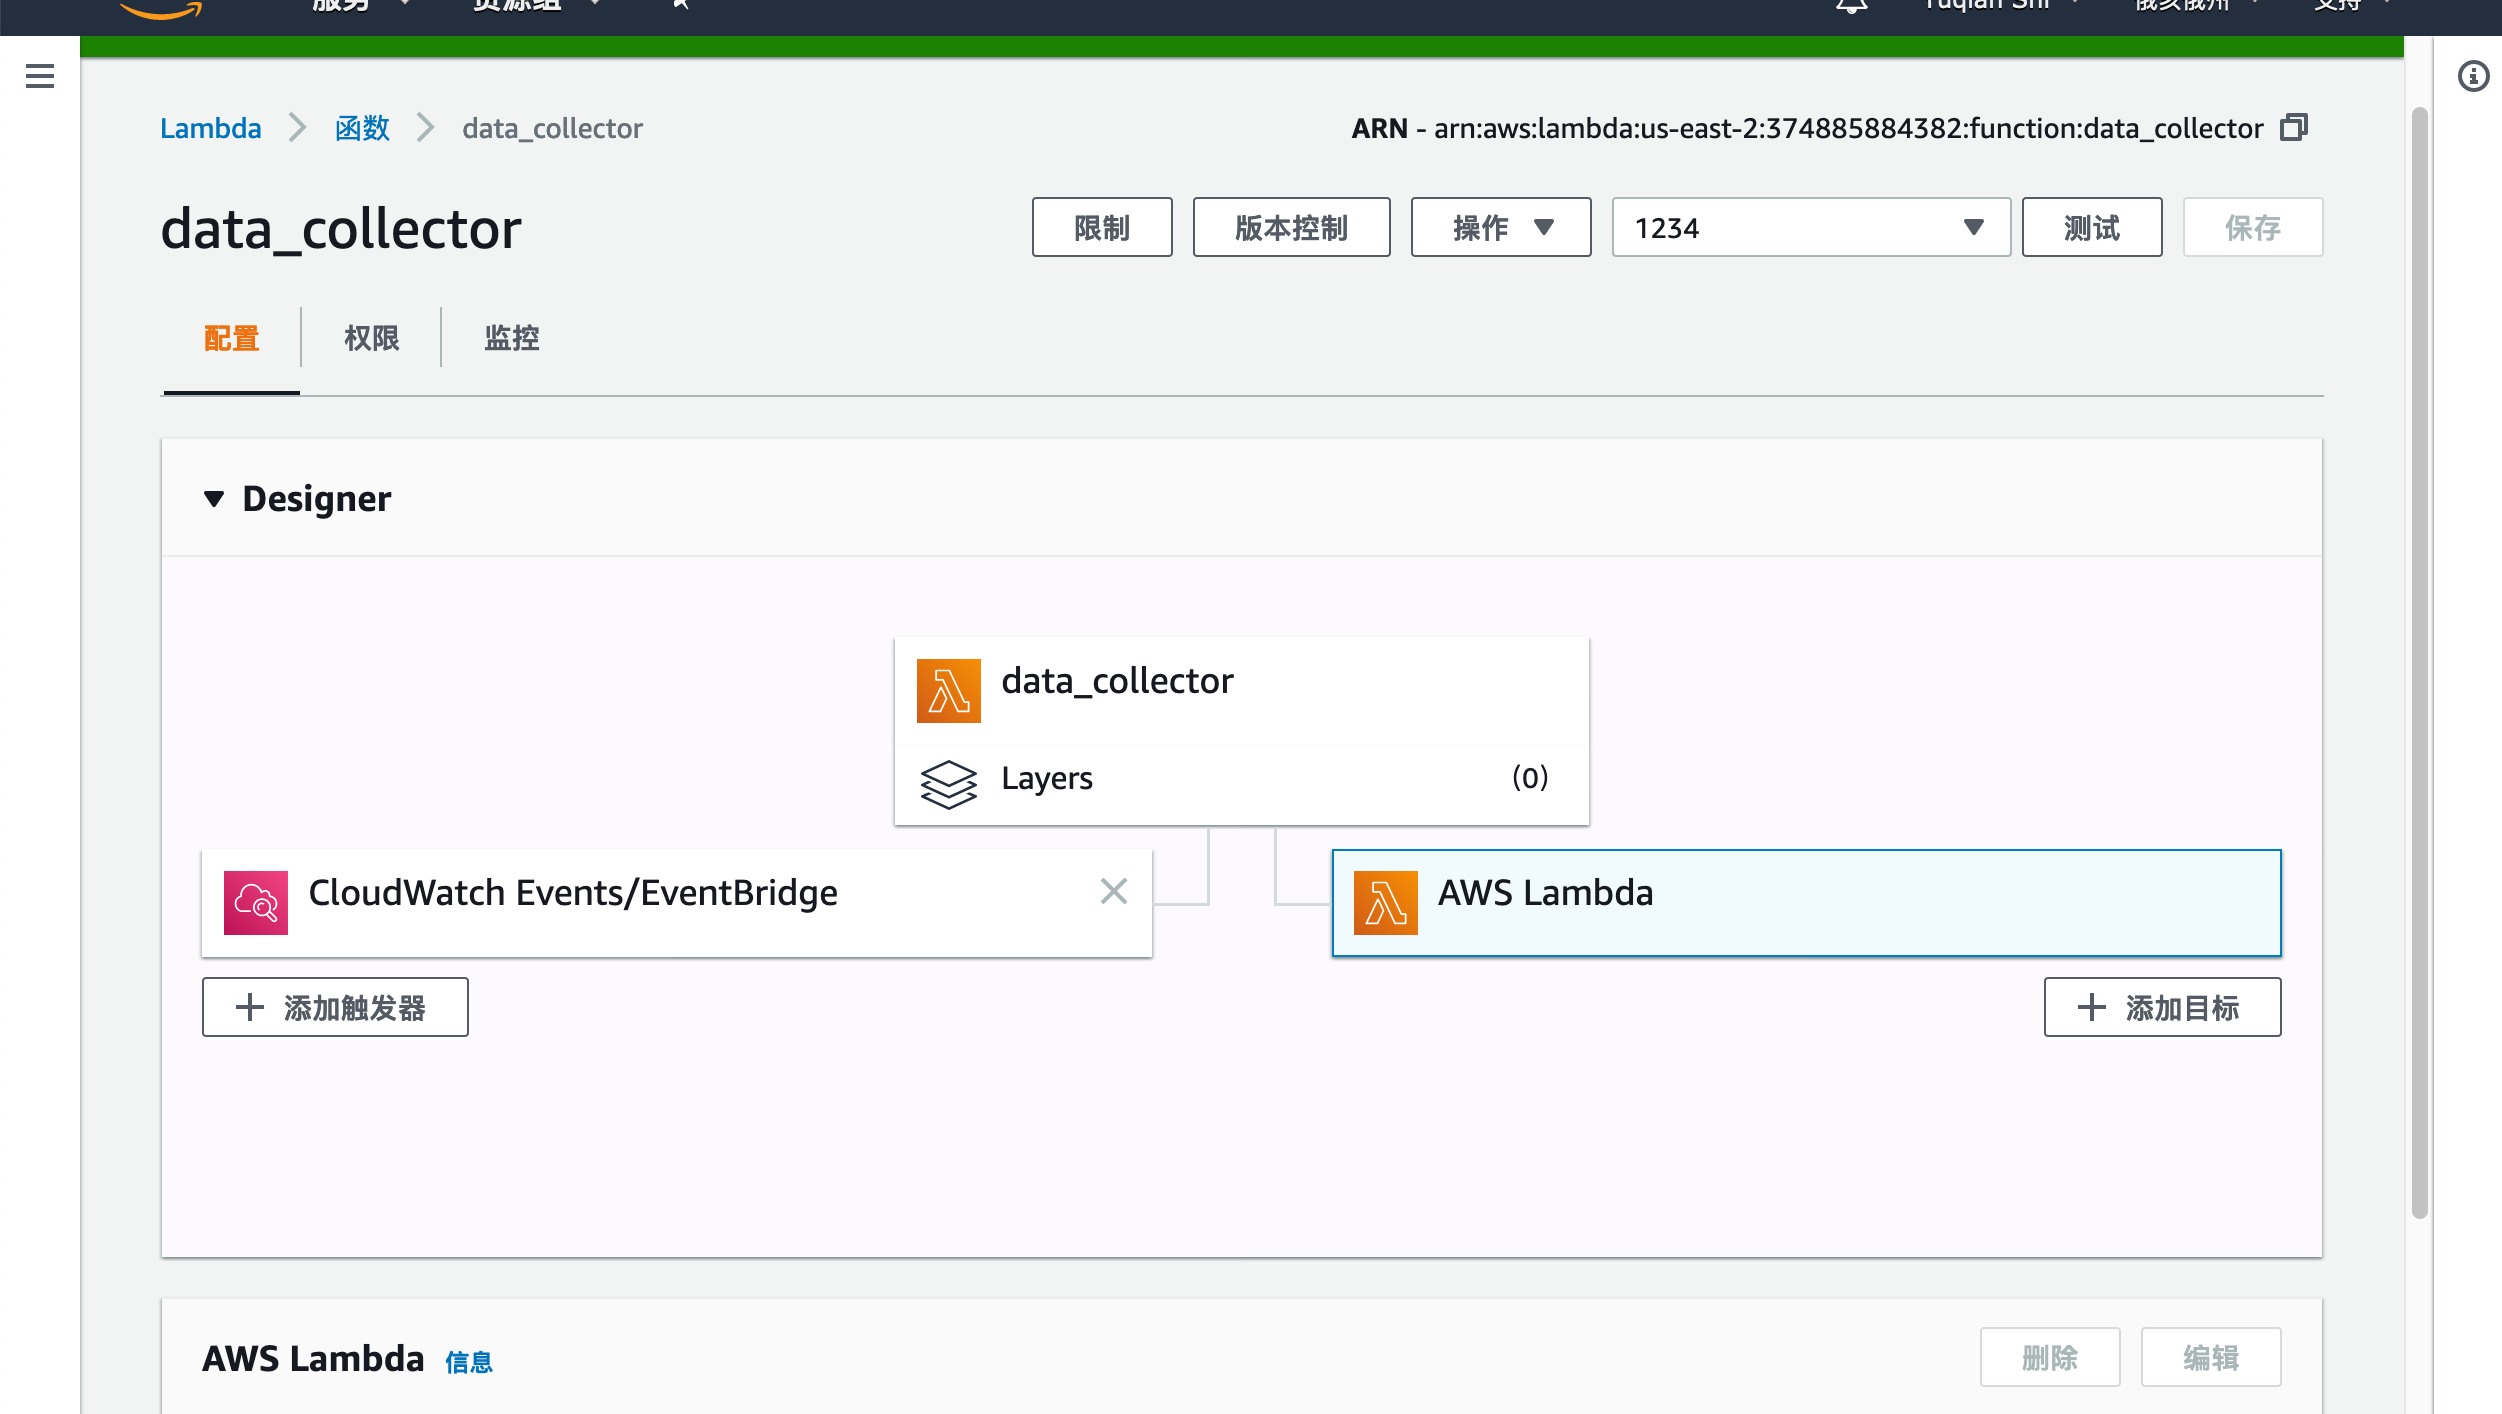 服务 资源组 Yuqian Shi 俄亥俄州 支持
Lambda 函数 data_collector
ARN - arn:aws:lambda:us-east-2:374885884382:function:data_collector
data_collector
限制 版本控制 操作 1234 测试 保存
配置 权限 监控
Designer
data_collector
Layers (0)
CloudWatch Events/EventBridge
AWS Lambda
添加触发器
添加目标
AWS Lambda 信息
删除 编辑